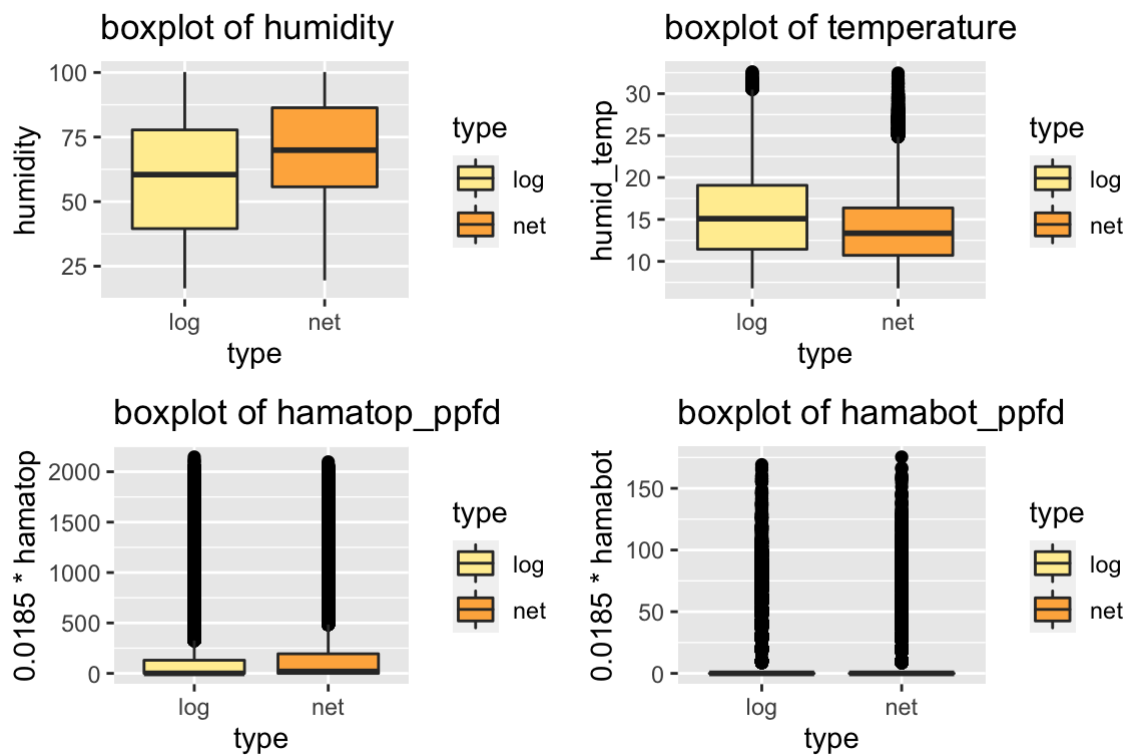 boxplot of humidity
humidity
100
75
50
25
log
net
type
type
log
net
boxplot of temperature
humid_temp
30
25
20
15
10
log
net
type
type
log
net
boxplot of hamatop_ppfd
0.0185 * hamatop
2000
1500
1000
500
0
log
net
type
type
log
net
boxplot of hamabot_ppfd
0.0185 * hamabot
150
100
50
0
log
net
type
type
log
net